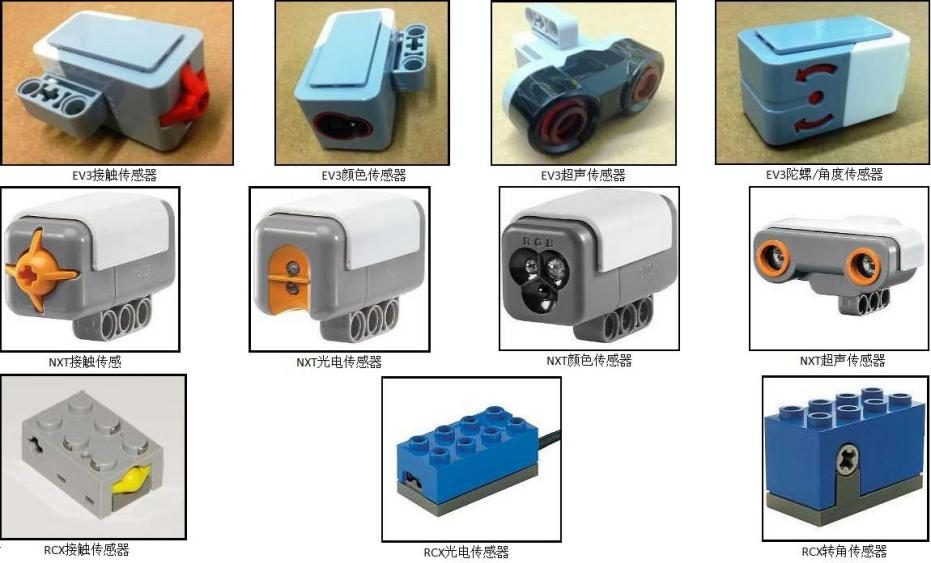 EV3接触传感器
EV3颜色传感器
EV3超声传感器
EV3陀螺/角度传感器
RGB
NXT接触传感
NXT光电传感器
NXT颜色传感器
NXT超声传感器
RCX接触传感器
RCX光电传感器
RCX转角传感器